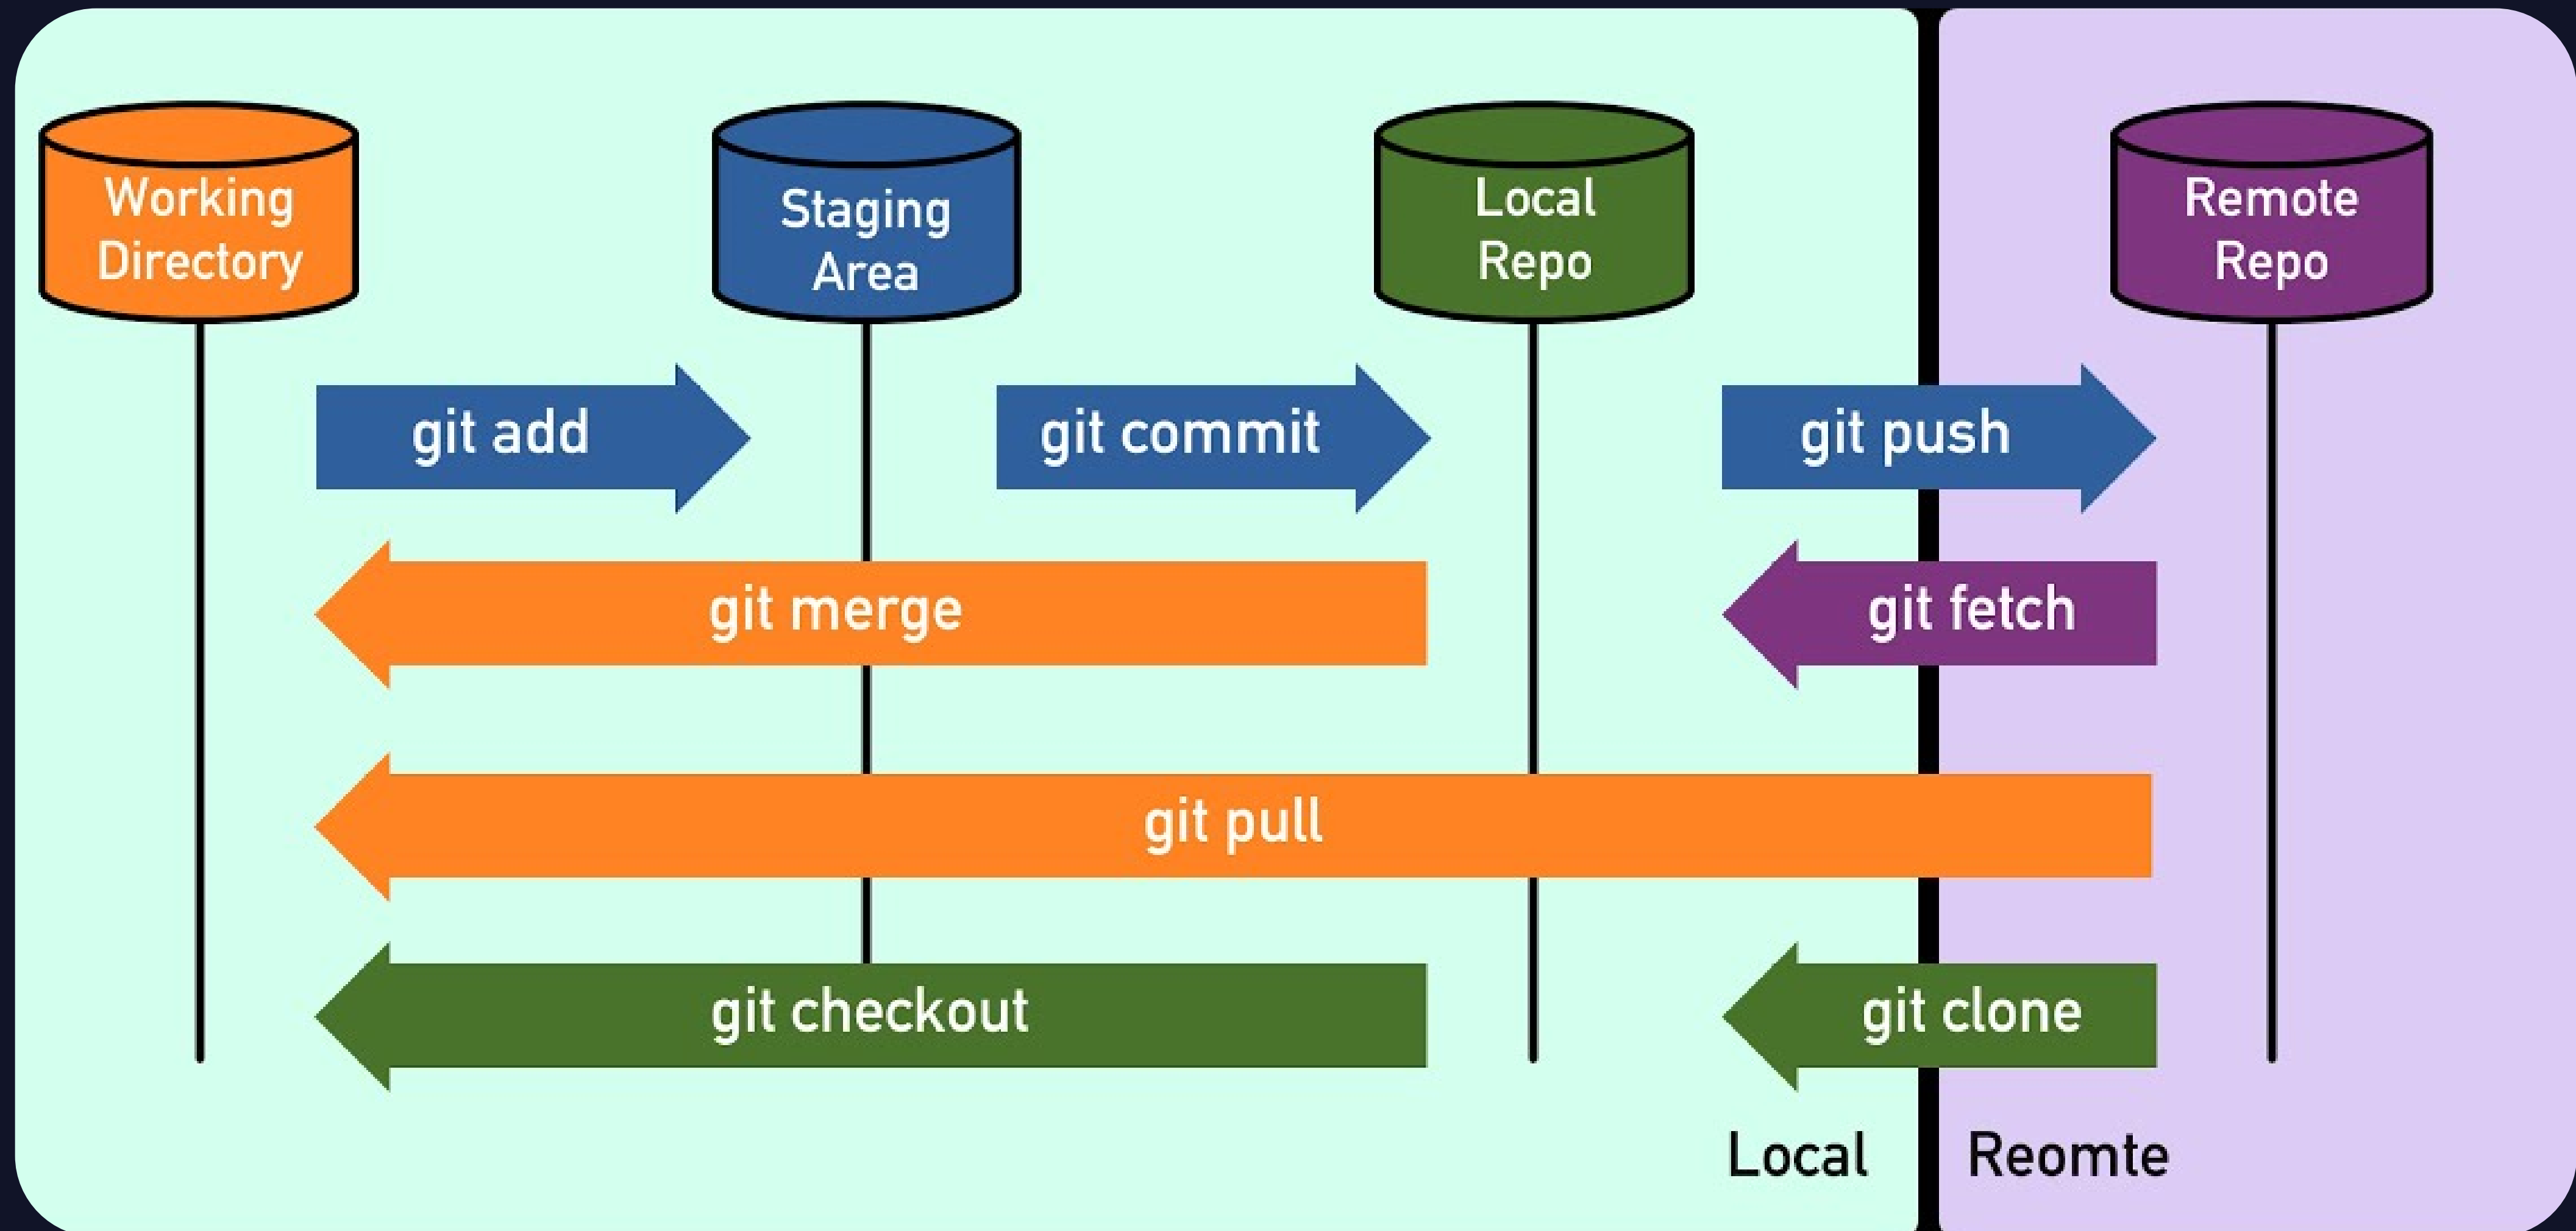 Working
Directory
Staging
Area
Local
Repo
Remote
Repo
git add
git commit
git push
git merge
git fetch
git pull
git checkout
git clone
Local
Reomte